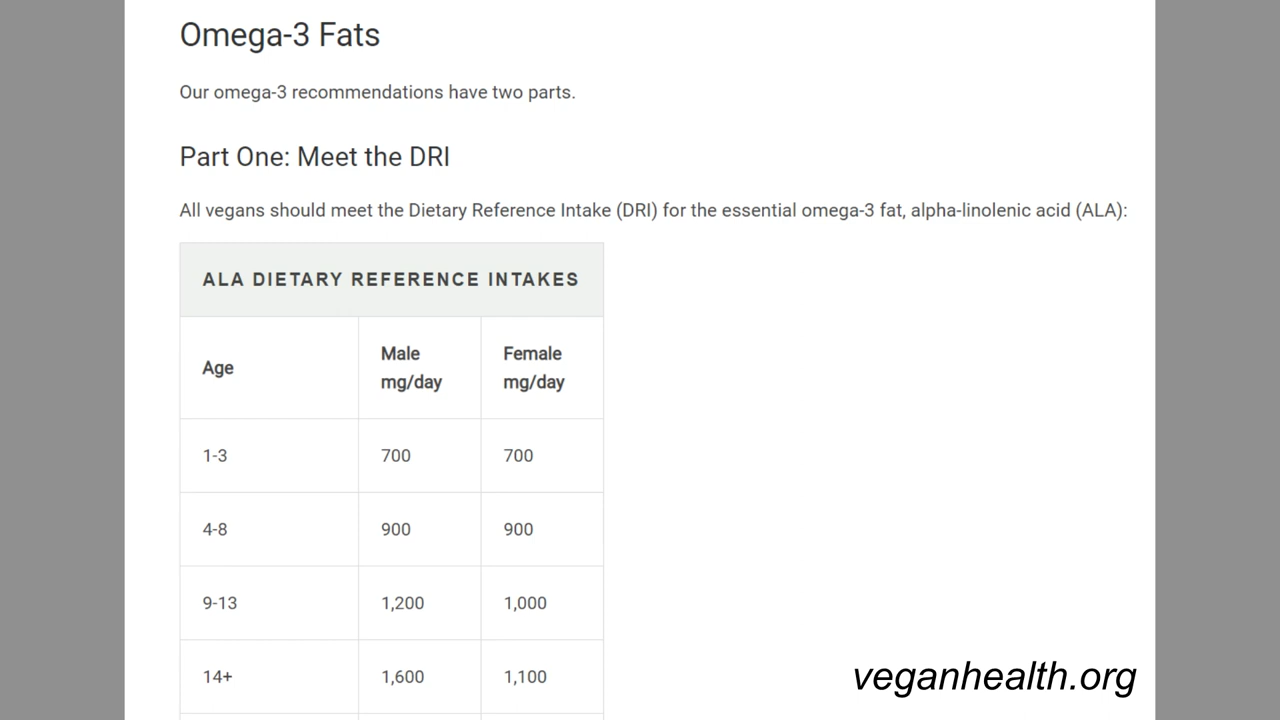 Omega-3 Fats
Our omega-3 recommendations have two parts.
Part One: Meet the DRI
All vegans should meet the Dietary Reference Intake (DRI) for the essential omega-3 fat, alpha-linolenic acid (ALA):
ALA DIETARY REFERENCE INTAKES
Age Male mg/day Female mg/day
1-3 700 700
4-8 900 900
9-13 1,200 1,000
14+ 1,600 1,100
veganhealth.org